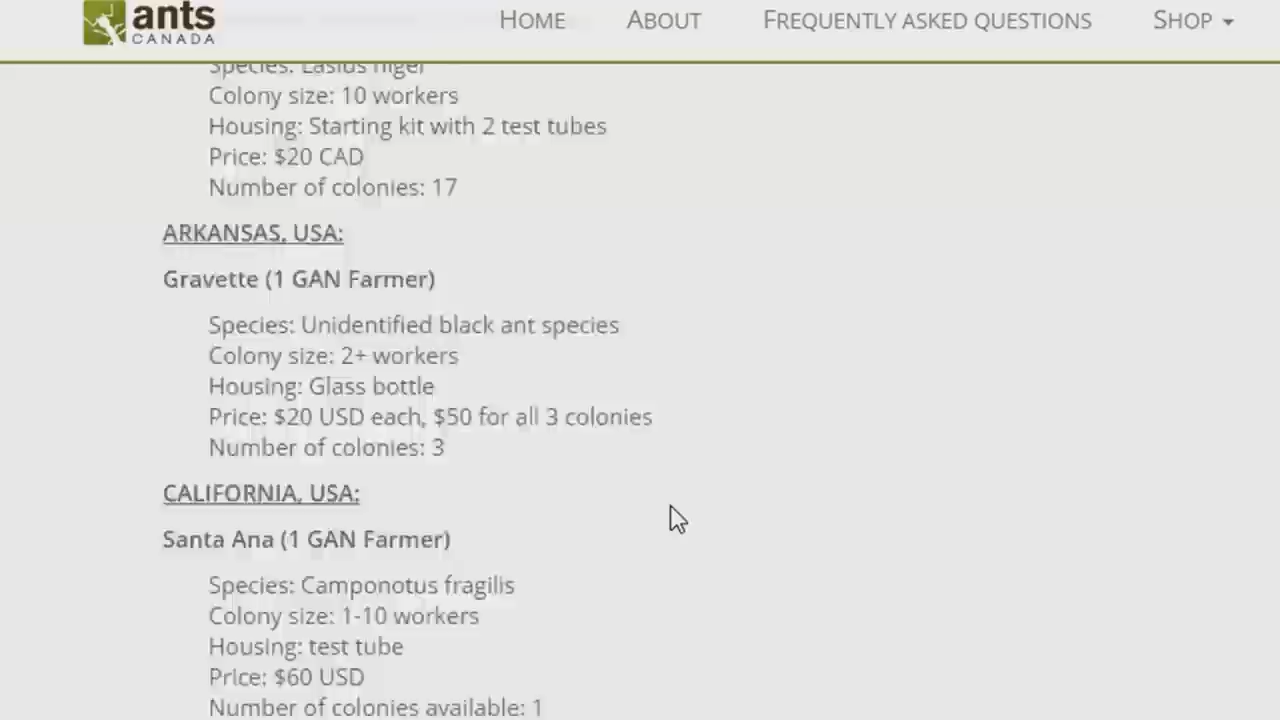 ants
CANADA
HOME
ABOUT
FREQUENTLY ASKED QUESTIONS
SHOP
Species: Lasius niger
Colony size: 10 workers
Housing: Starting kit with 2 test tubes
Price: $20 CAD
Number of colonies: 17
ARKANSAS, USA:
Gravette (1 GAN Farmer)
Species: Unidentified black ant species
Colony size: 2+ workers
Housing: Glass bottle
Price: $20 USD each, $50 for all 3 colonies
Number of colonies: 3
CALIFORNIA, USA:
Santa Ana (1 GAN Farmer)
Species: Camponotus fragilis
Colony size: 1-10 workers
Housing: test tube
Price: $60 USD
Number of colonies available: 1